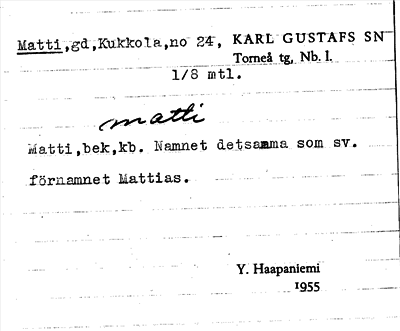 Matti,gd,Kukkola,no 24, KARL GUSTAFS SN
Torneå tg, Nb. l.
1/8 mtl.
matti
Matti,bek,kb. Namnet detsamma som sv.
förnamnet Mattias.
Y. Haapaniemi
1955